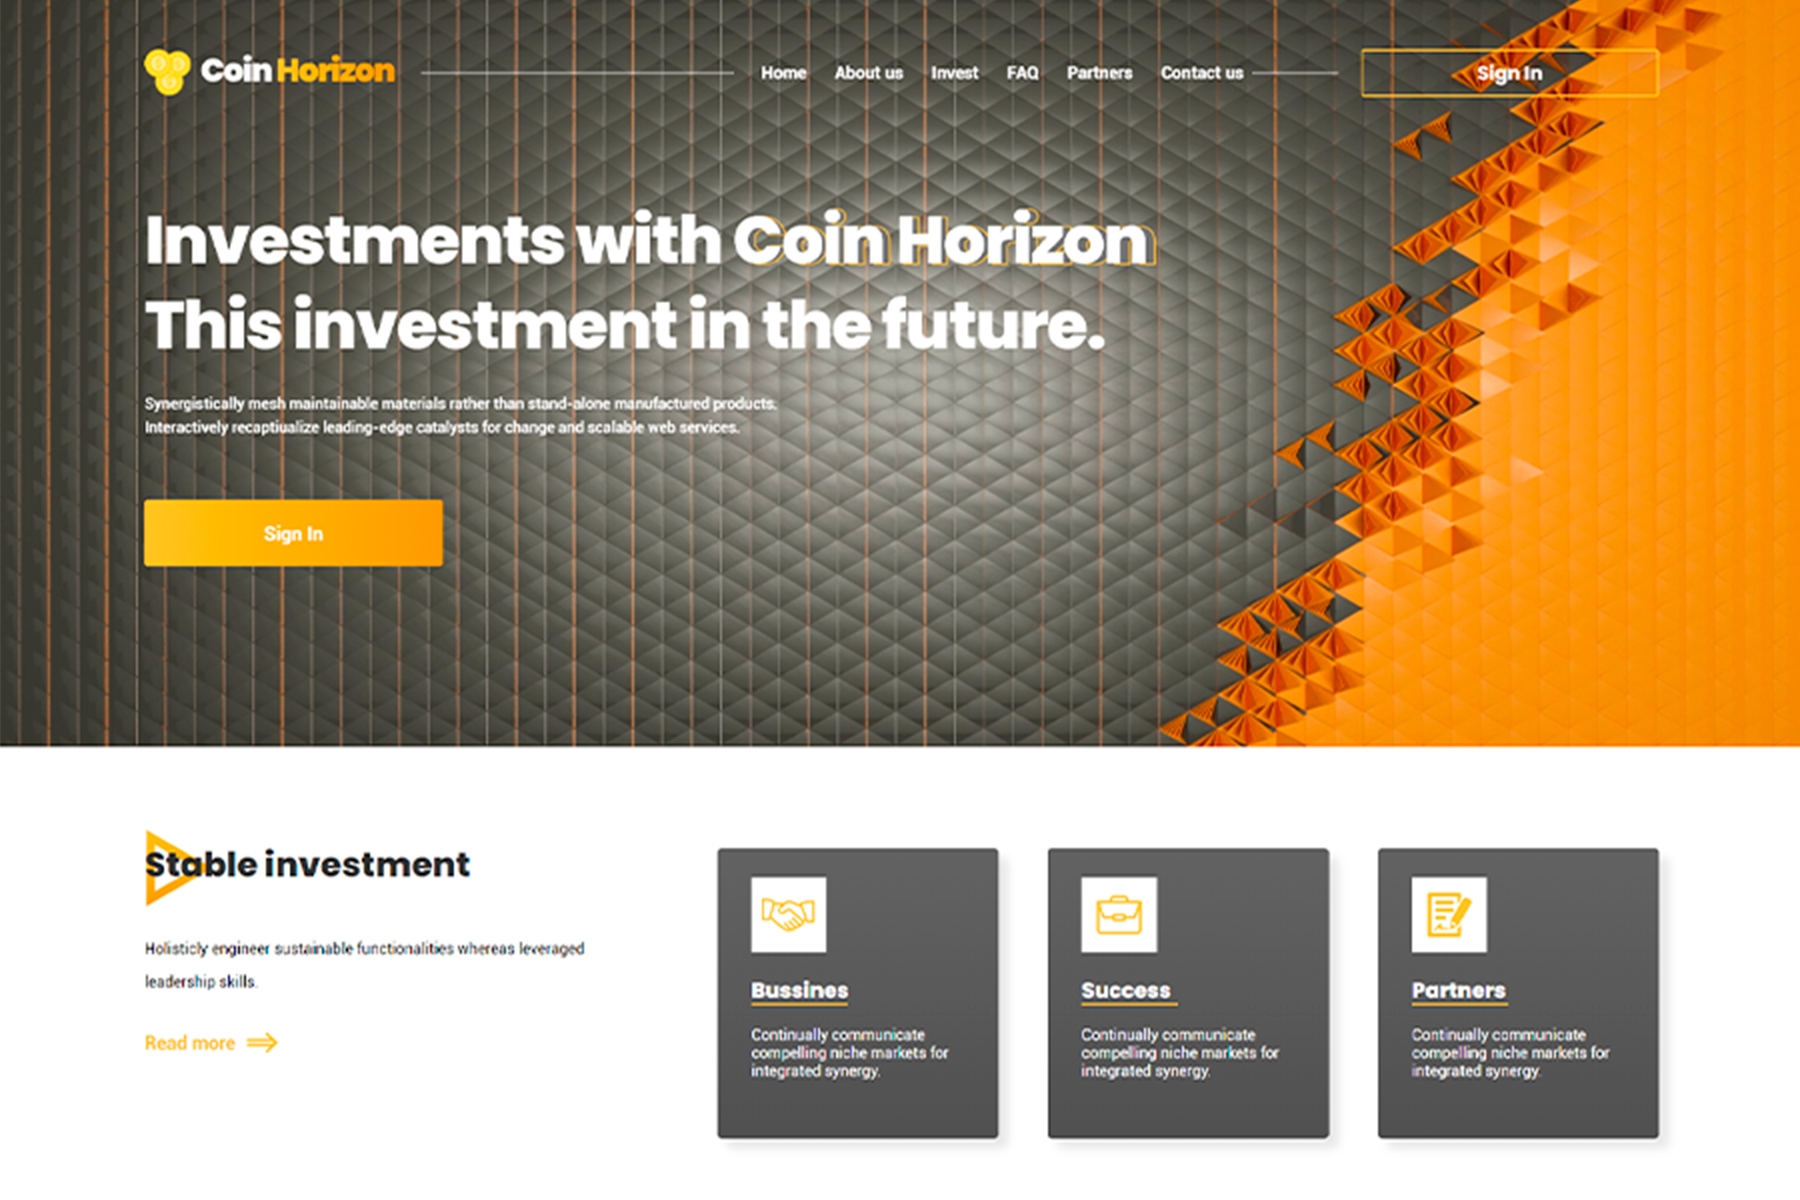 Coin Horizon
Home About us Invest FAQ Partners Contact us
Sign In
Investments with Coin Horizon
This investment in the future.
Synergistically mesh maintainable materials rather than stand-alone manufactured products.
Interactively recaptiualize leading-edge catalysts for change and scalable web services.
Sign In
Stable investment
Holisticly engineer sustainable functionalities whereas leveraged
leadership skills.
Read more
Bussines
Continually communicate
compelling niche markets for
integrated synergy.
Success
Continually communicate
compelling niche markets for
integrated synergy.
Partners
Continually communicate
compelling niche markets for
integrated synergy.